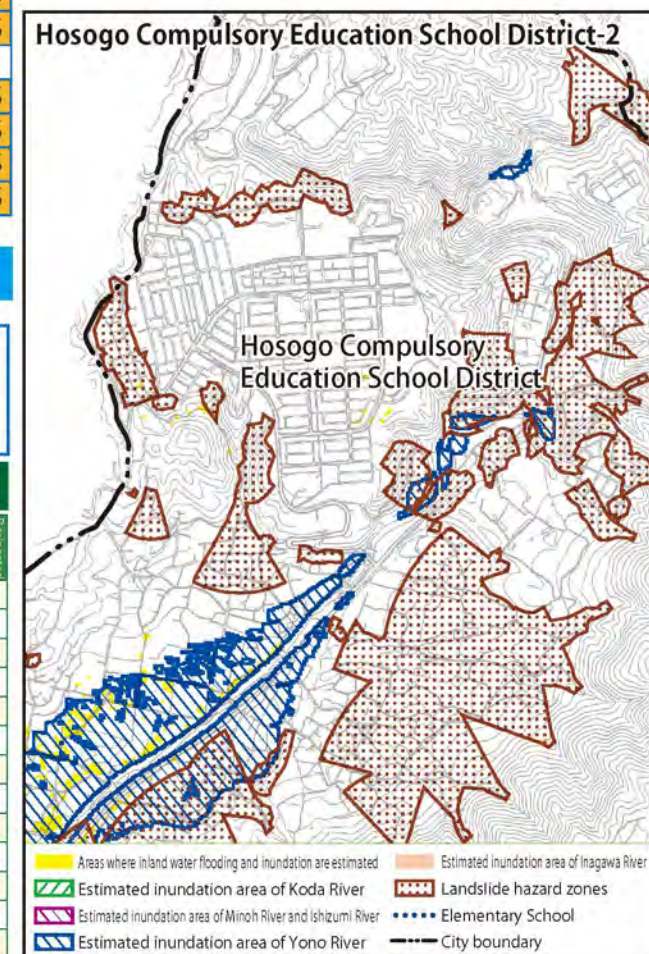 Hosogo Compulsory Education School District-2
Hosogo Compulsory
Education School District
Areas where inland water flooding and inundation are estimated
Estimated inundation area of Koda River
Estimated inundation area of Minoh River and Ishizumi River
Estimated inundation area of Yono River
Estimated inundation area of Inagawa River
Landslide hazard zones
Elementary School
City boundary